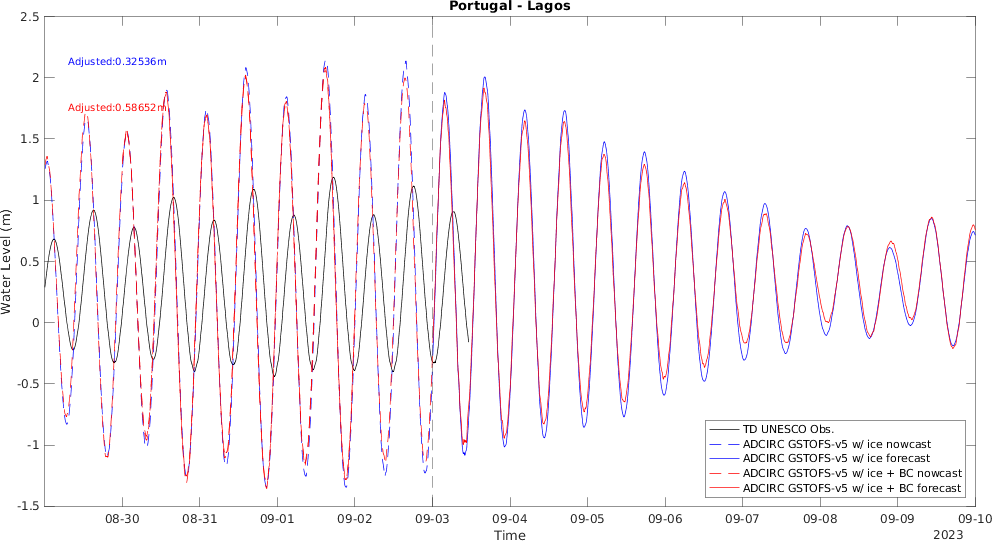 Portugal - Lagos
Adjusted:0.32536m
Adjusted:0.58652m
Water Level (m)
2.5
2
1.5
1
0.5
0
-0.5
-1
-1.5
08-30
08-31
09-01
09-02
09-03
09-04
09-05
09-06
09-07
09-08
09-09
09-10
Time
2023
TD UNESCO Obs.
ADCIRC GSTOFS-v5 w/ ice nowcast
ADCIRC GSTOFS-v5 w/ ice forecast
ADCIRC GSTOFS-v5 w/ ice + BC nowcast
ADCIRC GSTOFS-v5 w/ ice + BC forecast